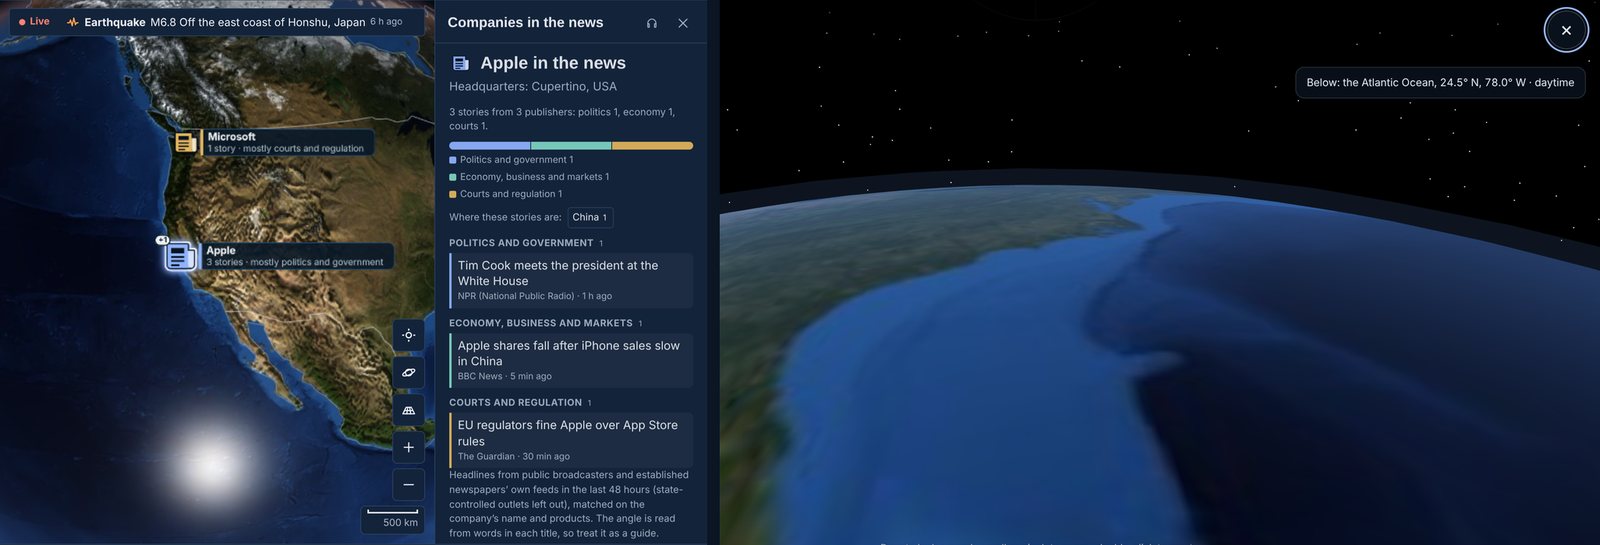 Live Earthquake M6.8 Off the east coast of Honshu, Japan 6 h ago
Microsoft
1 story · mostly courts and regulation
+1
Apple
3 stories · mostly politics and government
500 km
Companies in the news
Apple in the news
Headquarters: Cupertino, USA
3 stories from 3 publishers: politics 1, economy 1,
courts 1.
Politics and government 1
Economy, business and markets 1
Courts and regulation 1
Where these stories are: China 1
POLITICS AND GOVERNMENT 1
Tim Cook meets the president at the
White House
NPR (National Public Radio) · 1 h ago
ECONOMY, BUSINESS AND MARKETS 1
Apple shares fall after iPhone sales slow
in China
BBC News · 5 min ago
COURTS AND REGULATION 1
EU regulators fine Apple over App Store
rules
The Guardian · 30 min ago
Headlines from public broadcasters and established
newspapers’ own feeds in the last 48 hours (state-
controlled outlets left out), matched on the
company’s name and products. The angle is read
from words in each title, so treat it as a guide.
Below: the Atlantic Ocean, 24.5° N, 78.0° W · daytime